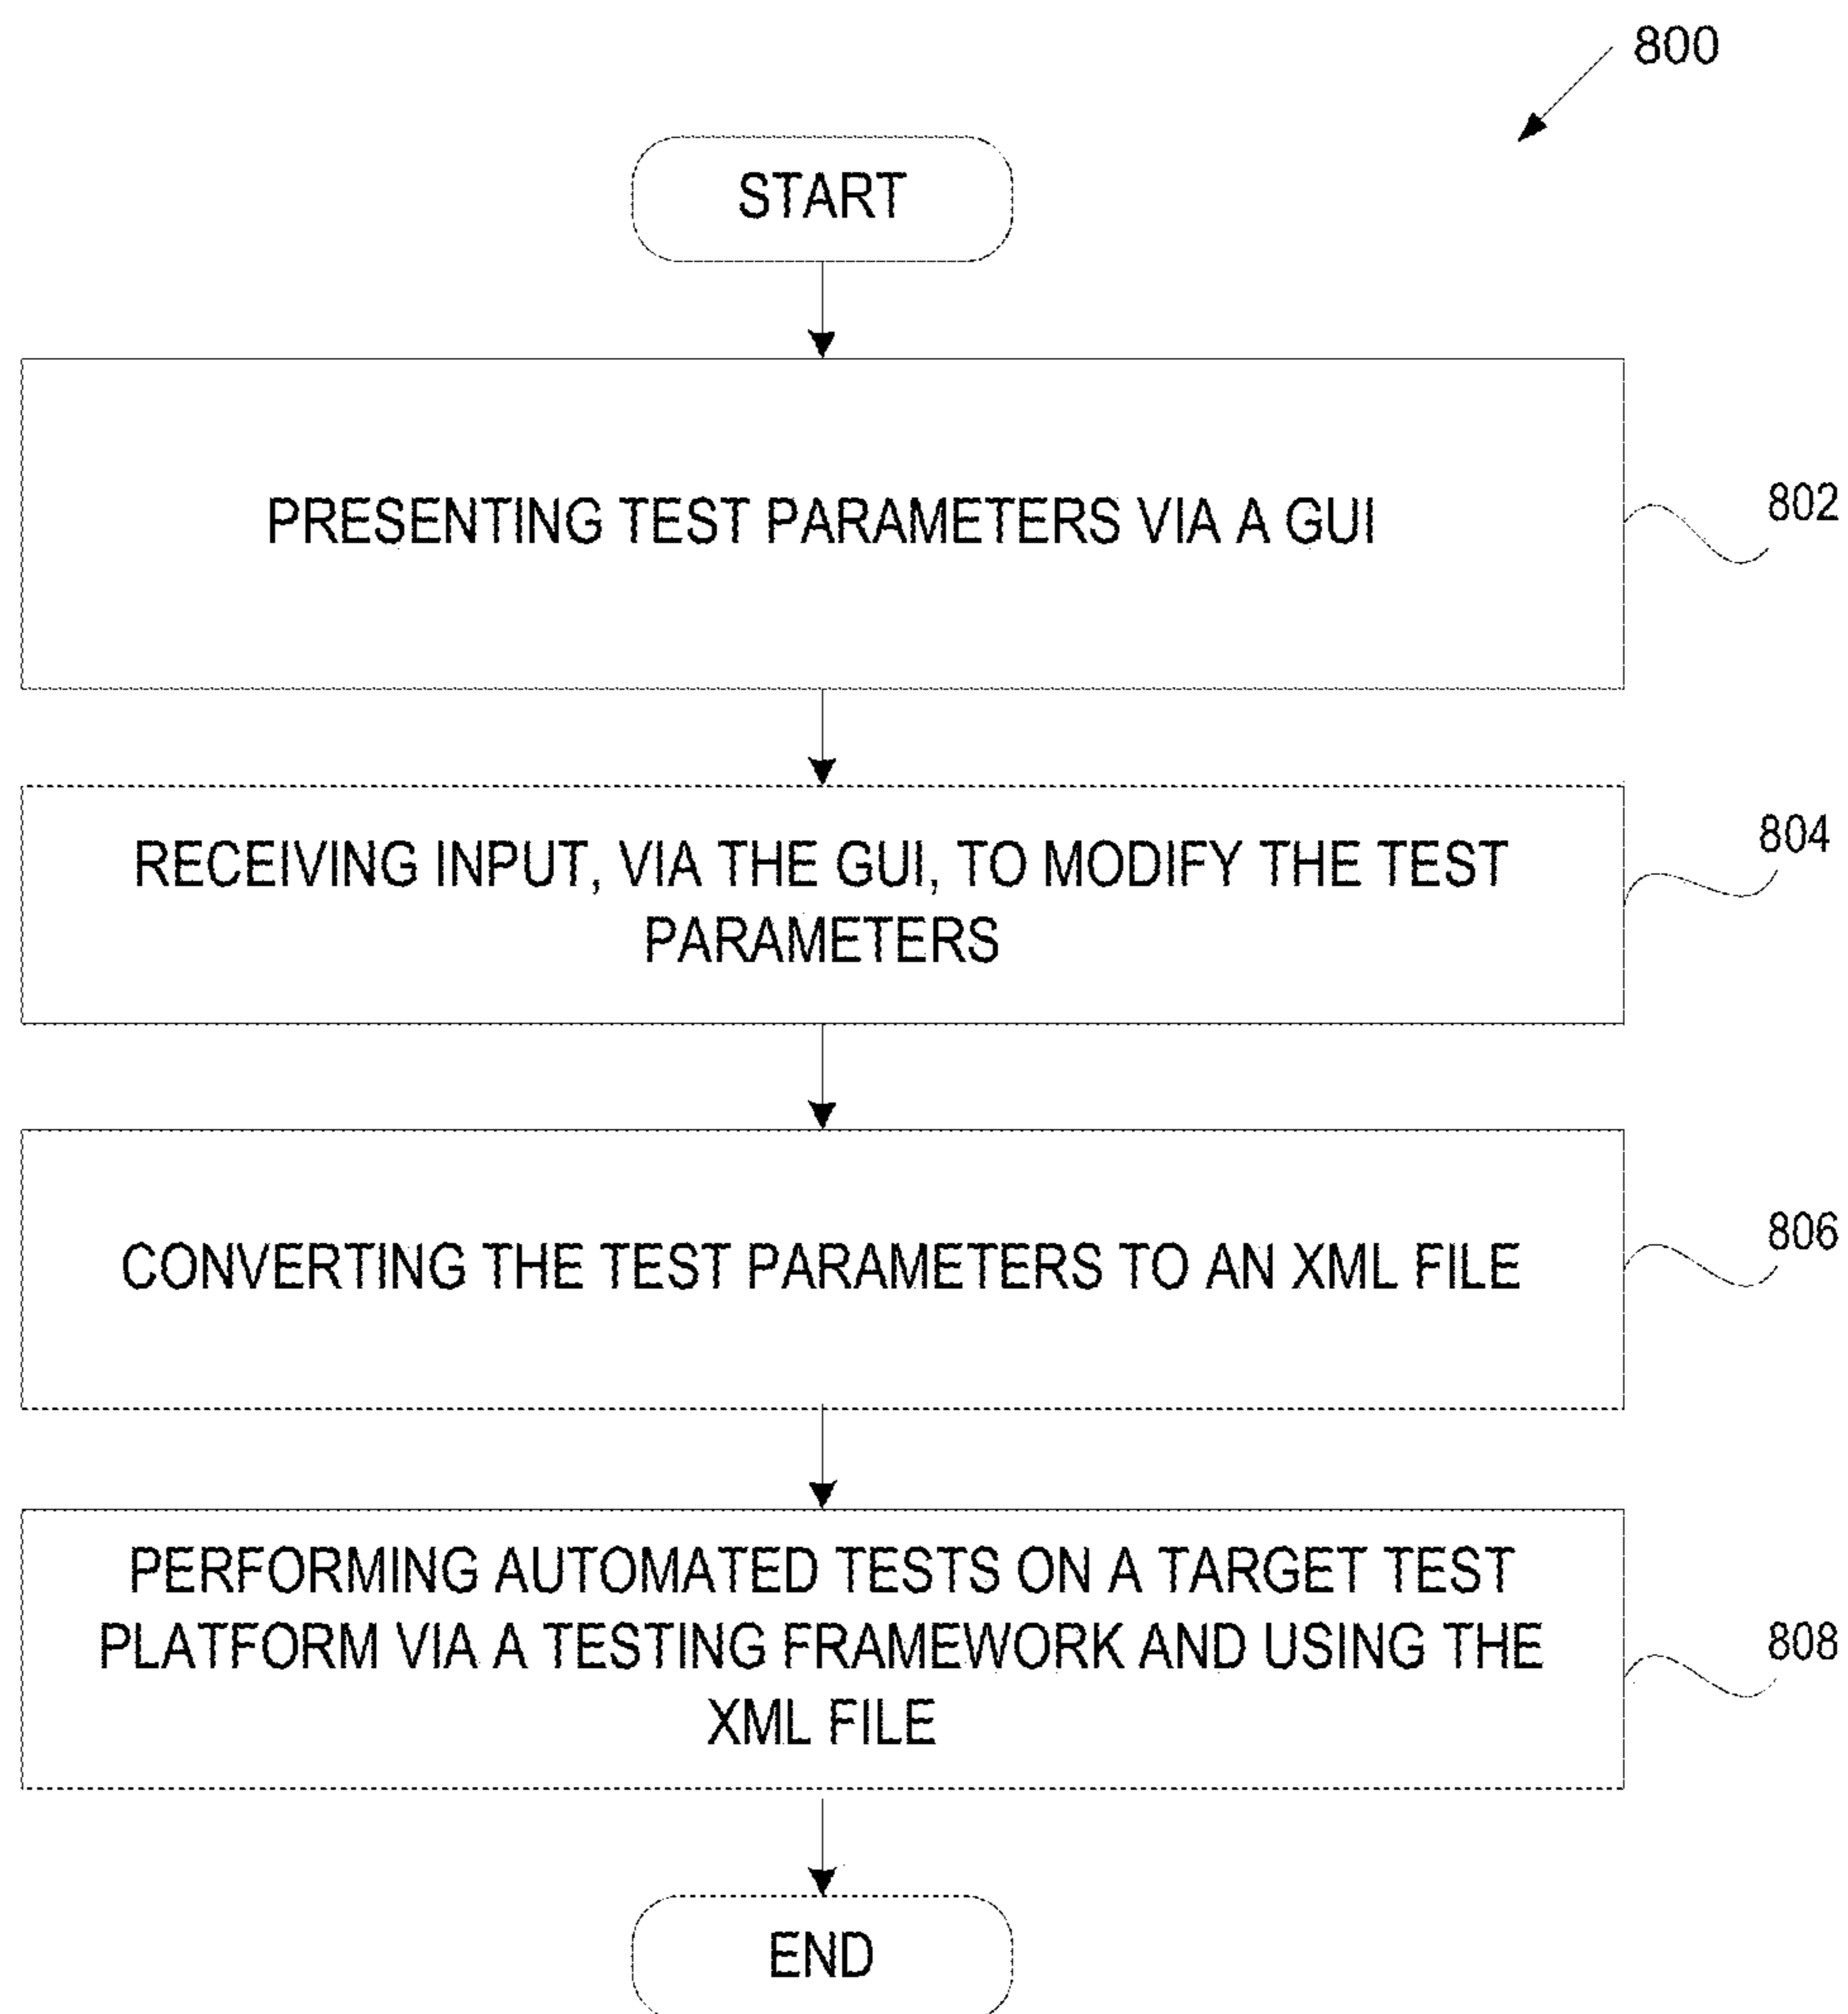 800
START
PRESENTING TEST PARAMETERS VIA A GUI
802
RECEIVING INPUT, VIA THE GUI, TO MODIFY THE TEST
PARAMETERS
804
CONVERTING THE TEST PARAMETERS TO AN XML FILE
806
PERFORMING AUTOMATED TESTS ON A TARGET TEST
PLATFORM VIA A TESTING FRAMEWORK AND USING THE
XML FILE
808
END